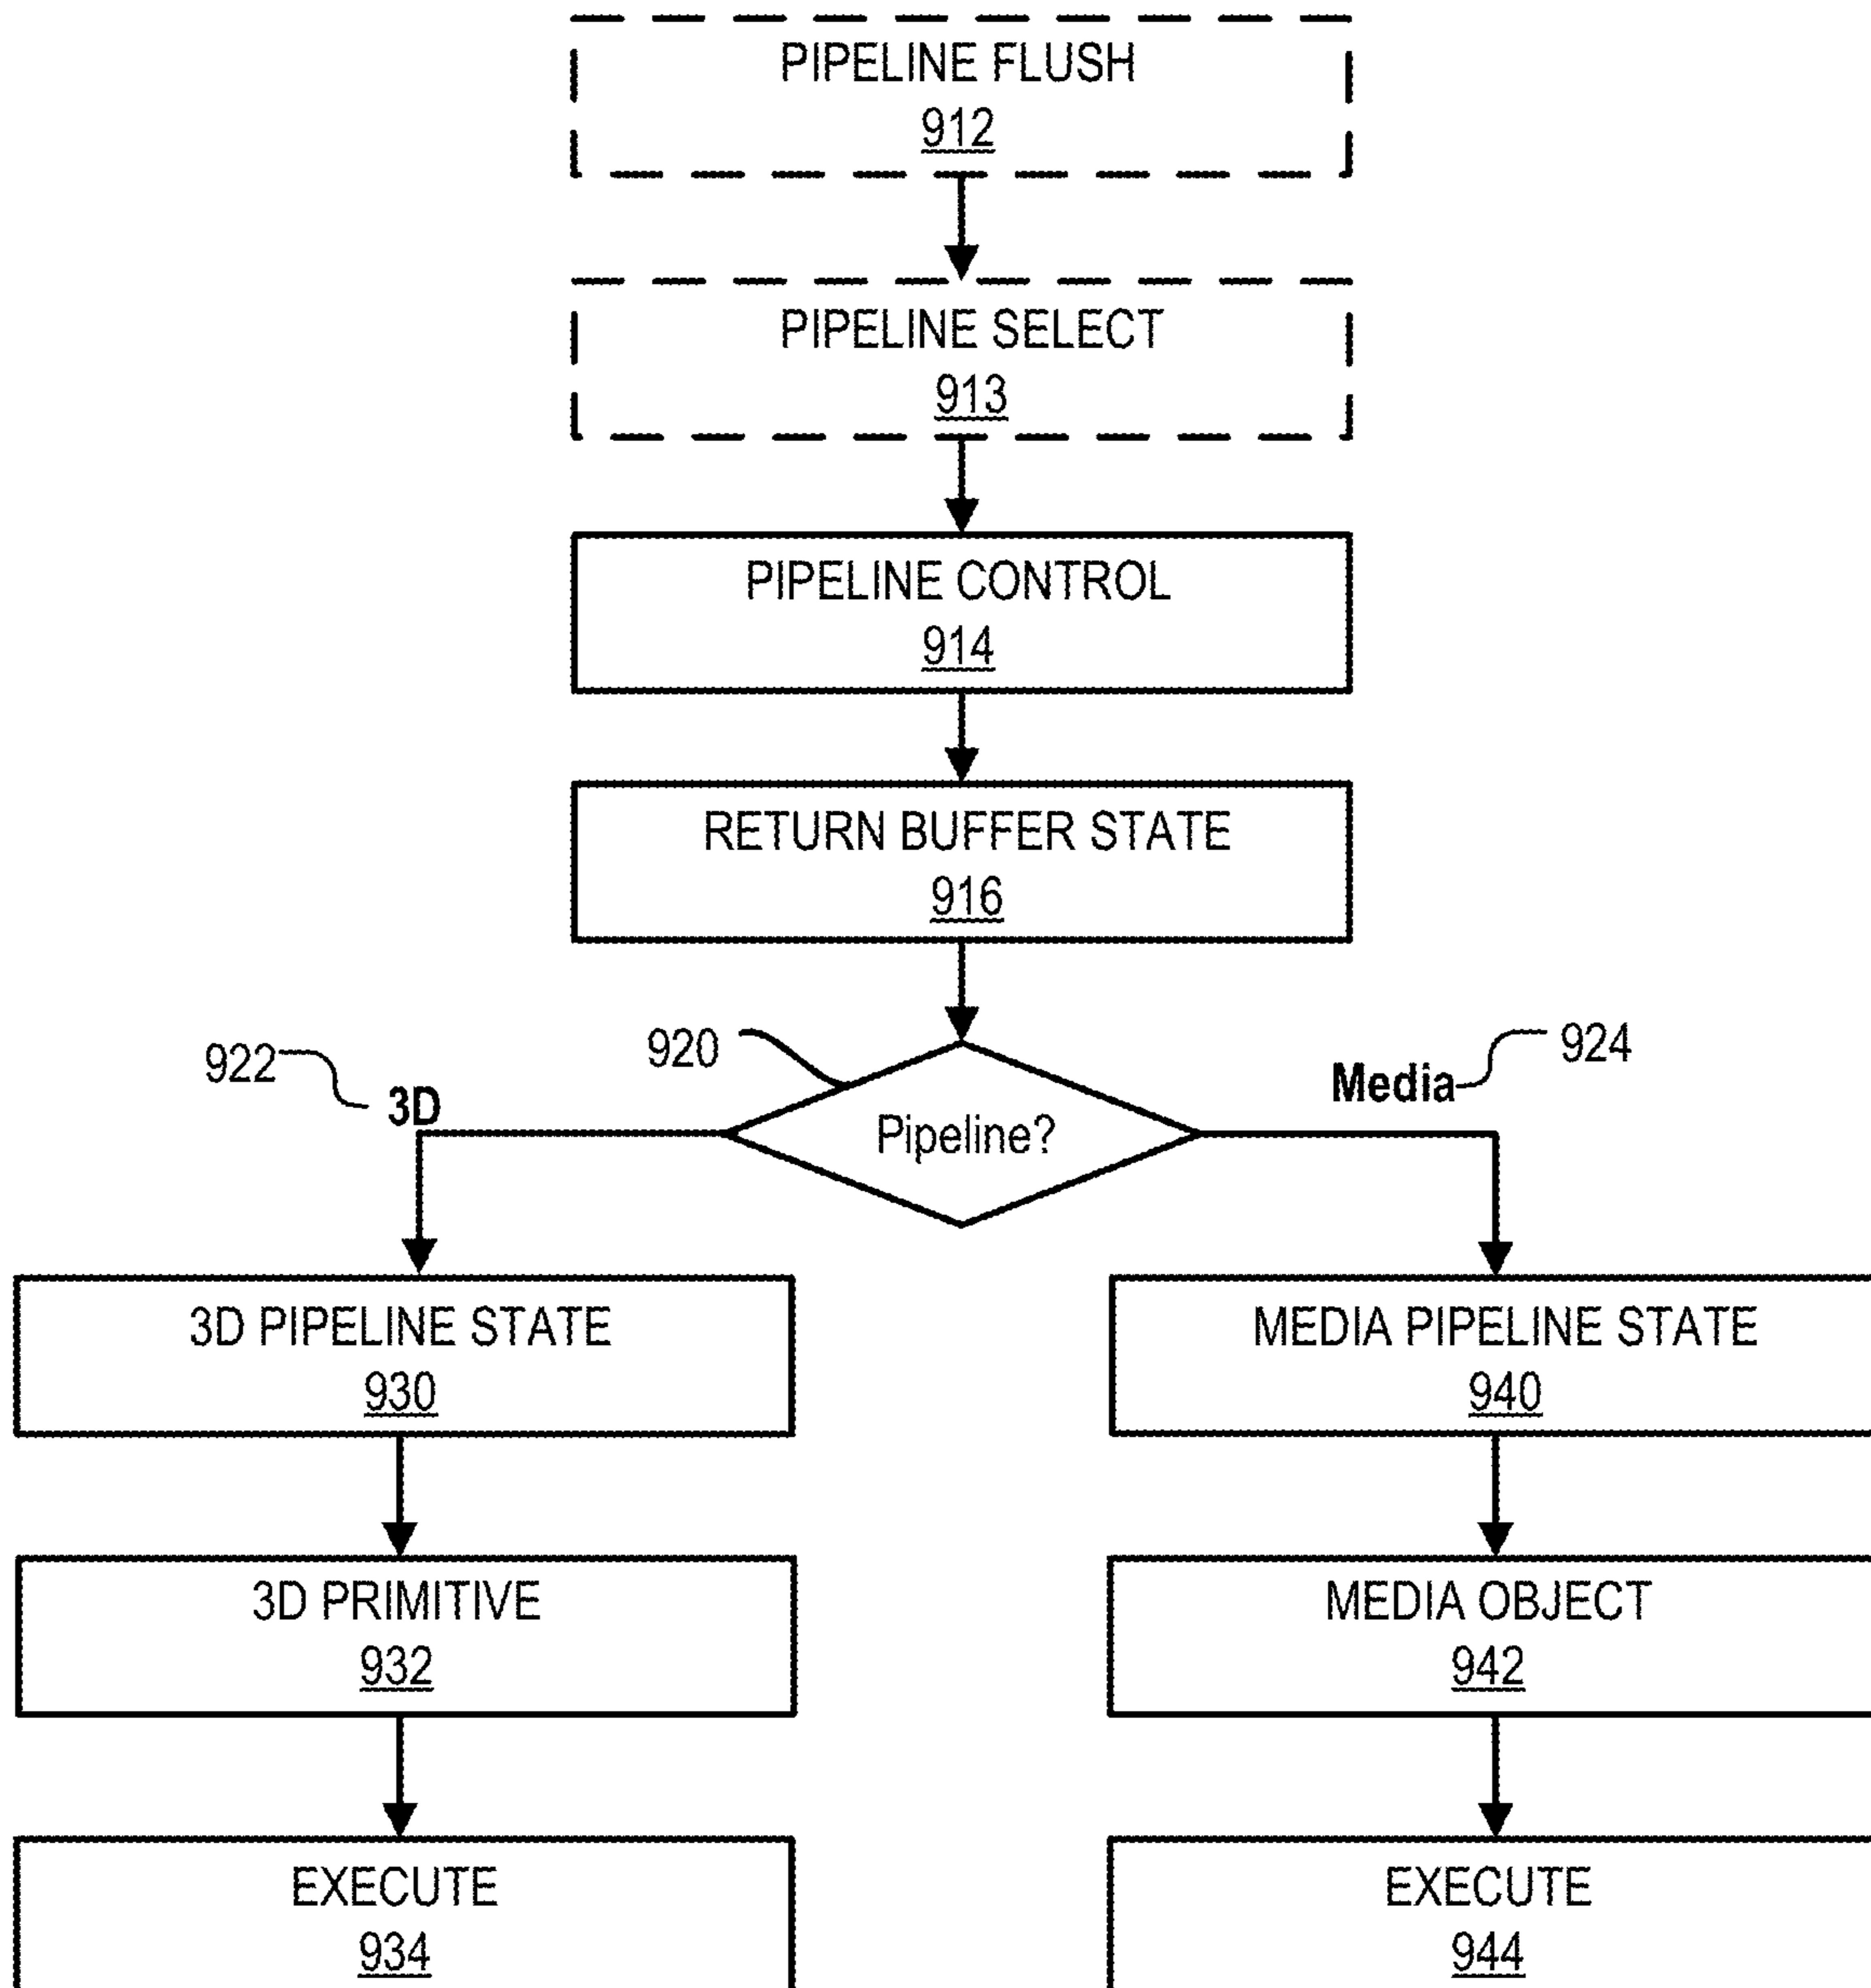 PIPELINE FLUSH
912
PIPELINE SELECT
913
PIPELINE CONTROL
914
RETURN BUFFER STATE
916
922
3D
920
Pipeline?
Media
924
3D PIPELINE STATE
930
MEDIA PIPELINE STATE
940
3D PRIMITIVE
932
MEDIA OBJECT
942
EXECUTE
934
EXECUTE
944